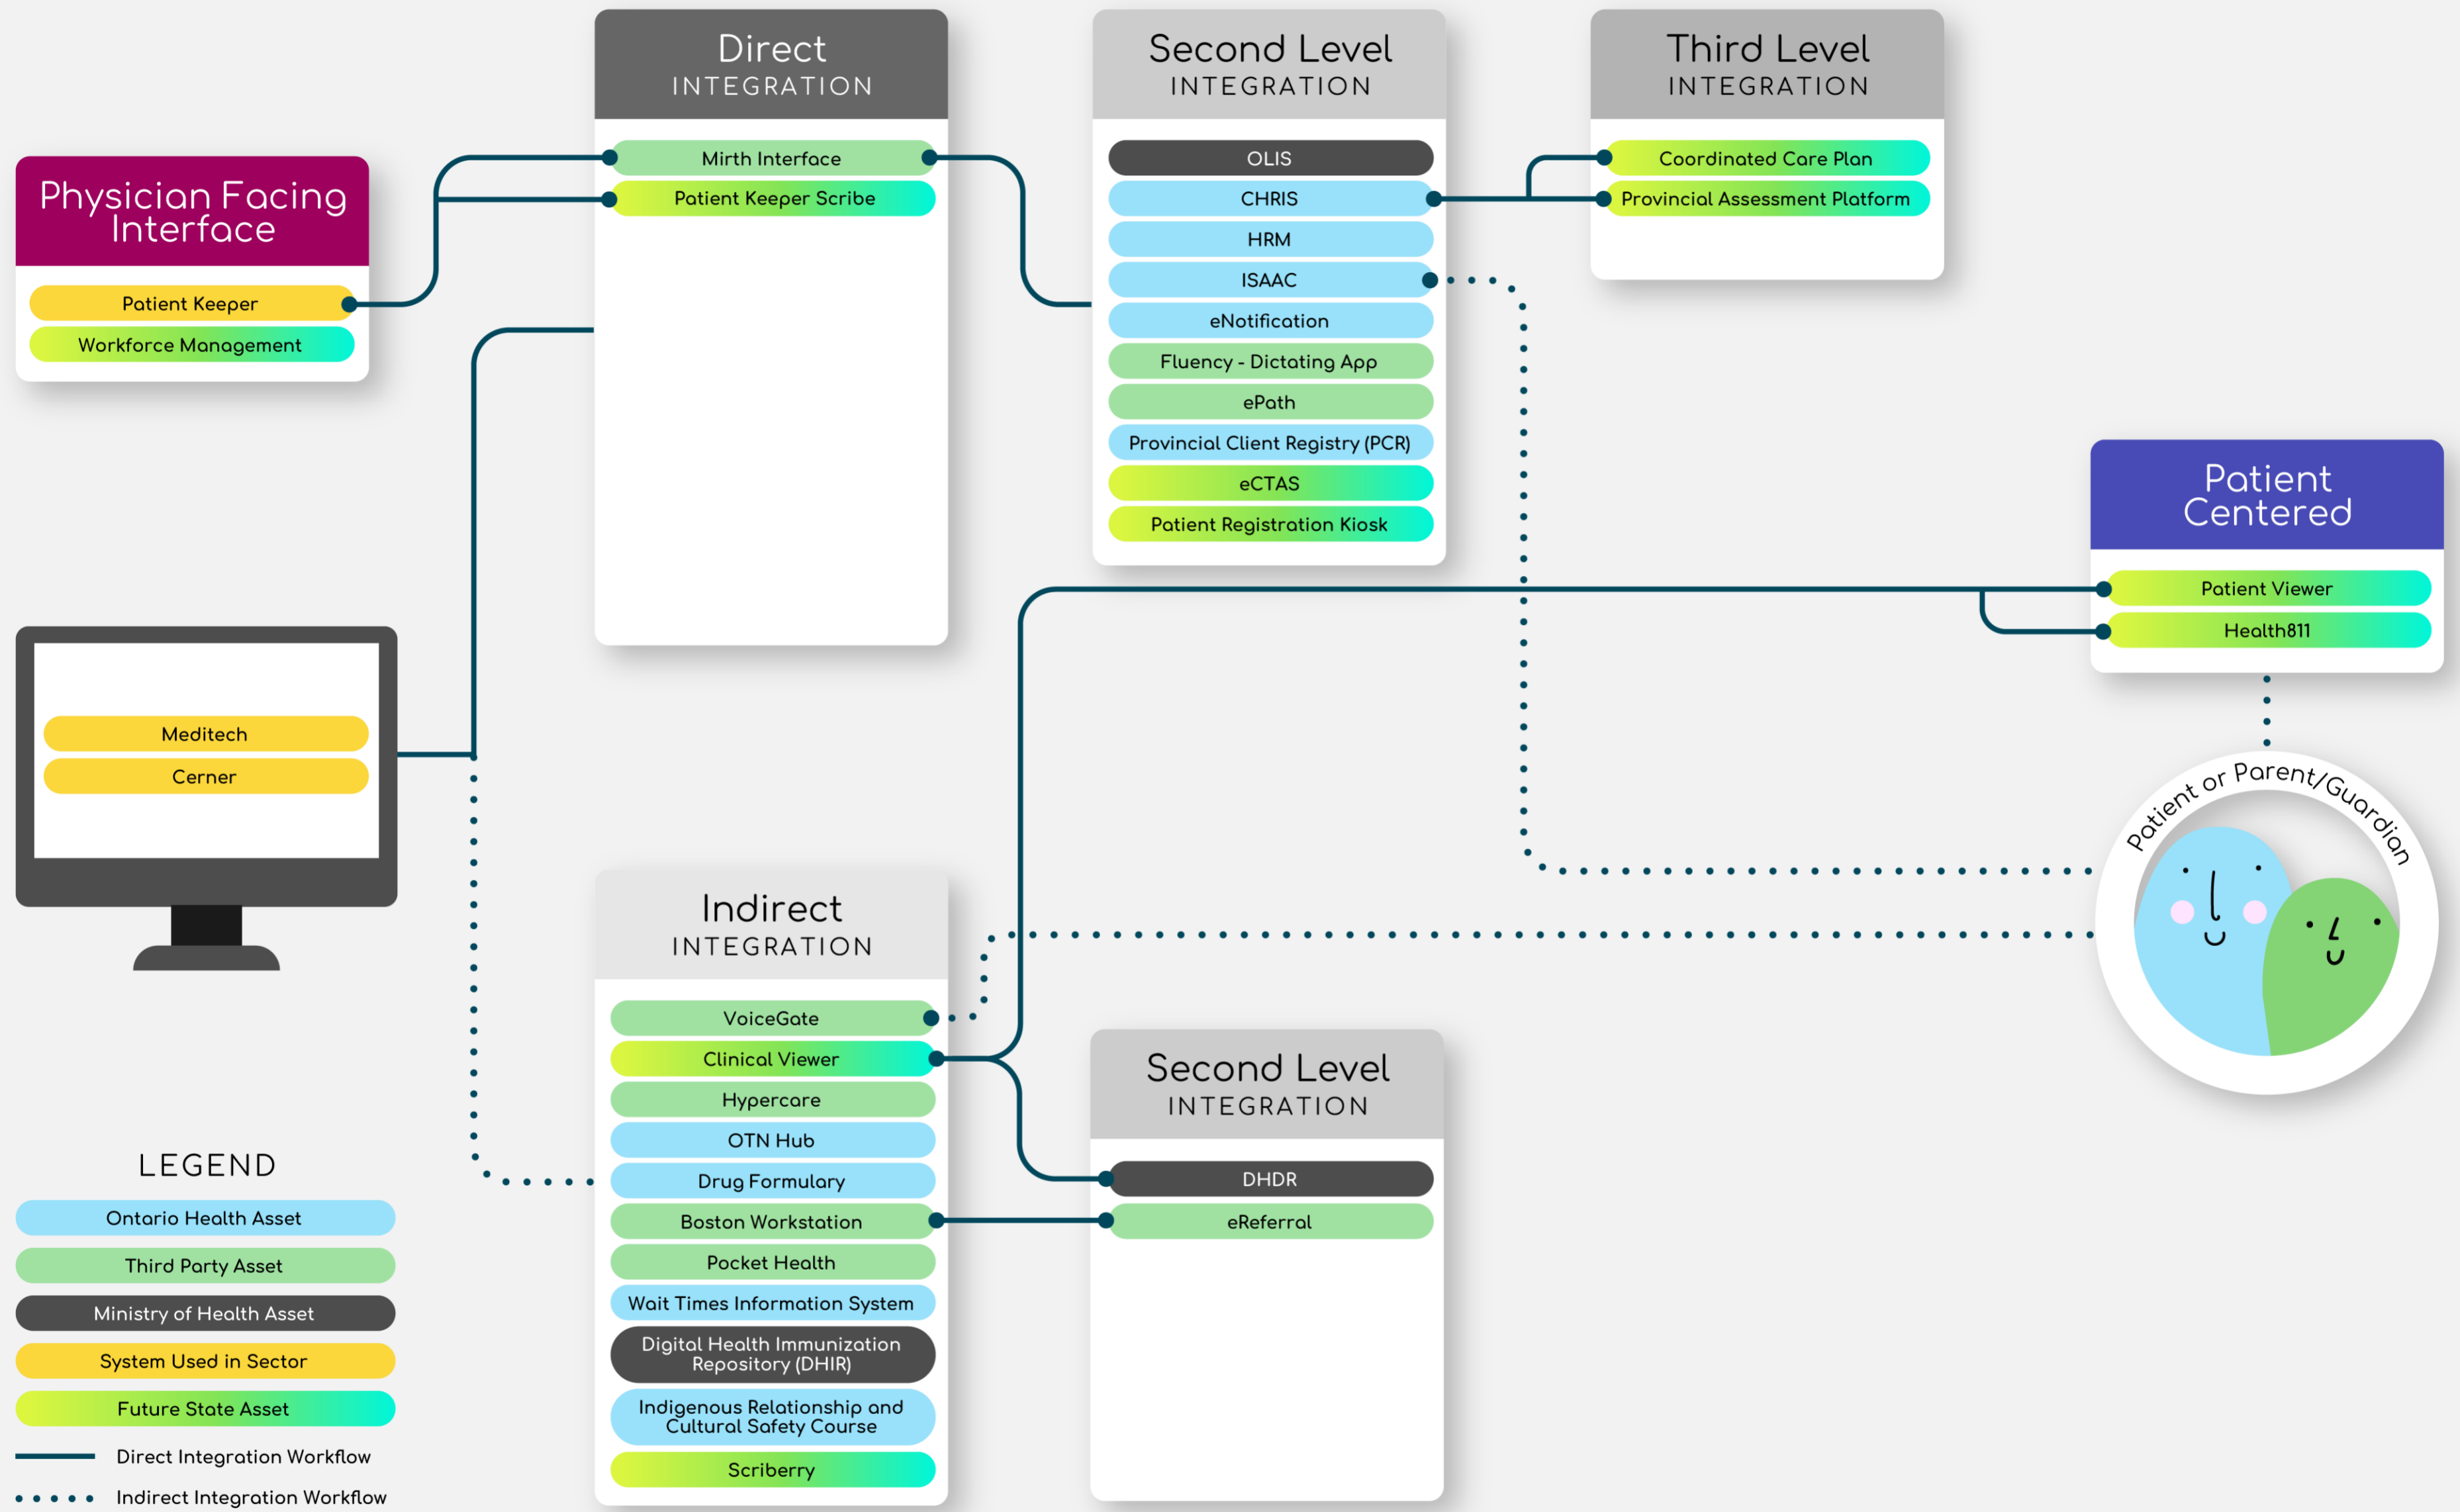 Physician Facing
Interface
Patient Keeper
Workforce Management
Meditech
Cerner
Direct
INTEGRATION
Mirth Interface
Patient Keeper Scribe
Second Level
INTEGRATION
OLIS
CHRIS
HRM
ISAAC
eNotification
Fluency - Dictating App
ePath
Provincial Client Registry (PCR)
eCTAS
Patient Registration Kiosk
Third Level
INTEGRATION
Coordinated Care Plan
Provincial Assessment Platform
Patient
Centered
Patient Viewer
Health811
Patient or Parent/Guardian
Indirect
INTEGRATION
VoiceGate
Clinical Viewer
Hypercare
OTN Hub
Drug Formulary
Boston Workstation
Pocket Health
Wait Times Information System
Digital Health Immunization
Repository (DHIR)
Indigenous Relationship and
Cultural Safety Course
Scriberry
Second Level
INTEGRATION
DHDR
eReferral
LEGEND
Ontario Health Asset
Third Party Asset
Ministry of Health Asset
System Used in Sector
Future State Asset
Direct Integration Workflow
Indirect Integration Workflow